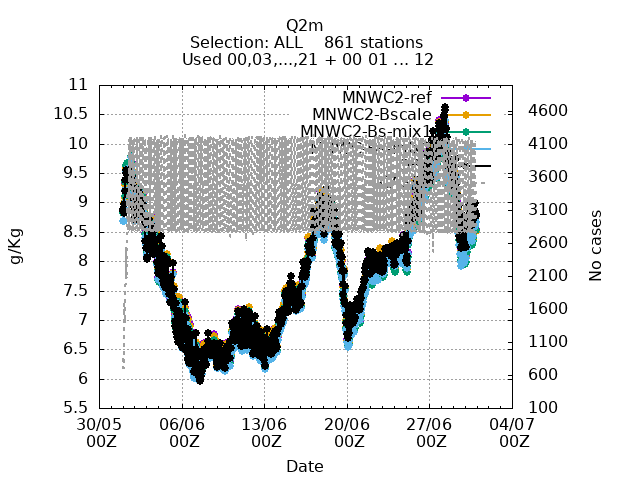 Q2m
Selection: ALL    861 stations
Used 00,03,...,21 + 00 01 ... 12
MNWC2-ref
MNWC2-Bscale
MNWC2-Bs-mix1
11
10.5
10
9.5
9
8.5
8
7.5
7
6.5
6
5.5
g/Kg
4600
4100
3600
3100
2600
2100
1600
1100
600
100
No cases
30/05 06/06 13/06 20/06 27/06 04/07
00Z 00Z 00Z 00Z 00Z 00Z
Date